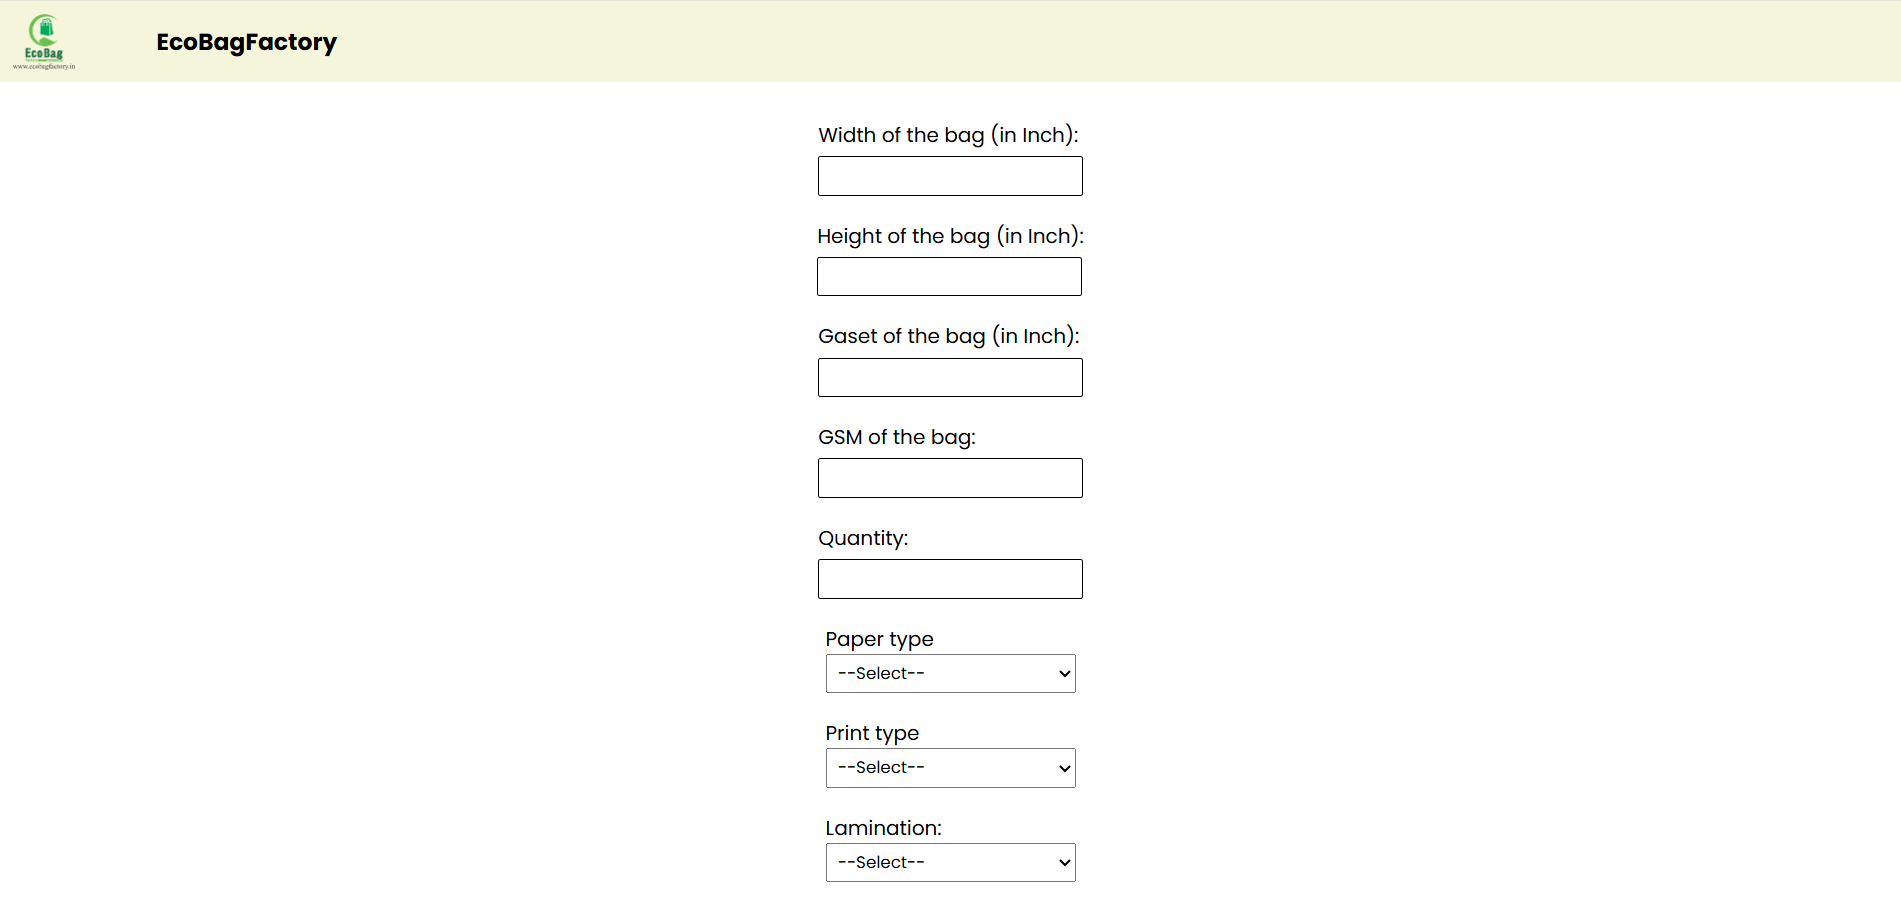 EcoBag
www.ecobagfactory.in
EcoBagFactory
Width of the bag (in Inch):
Height of the bag (in Inch):
Gaset of the bag (in Inch):
GSM of the bag:
Quantity:
Paper type
--Select--
Print type
--Select--
Lamination:
--Select--